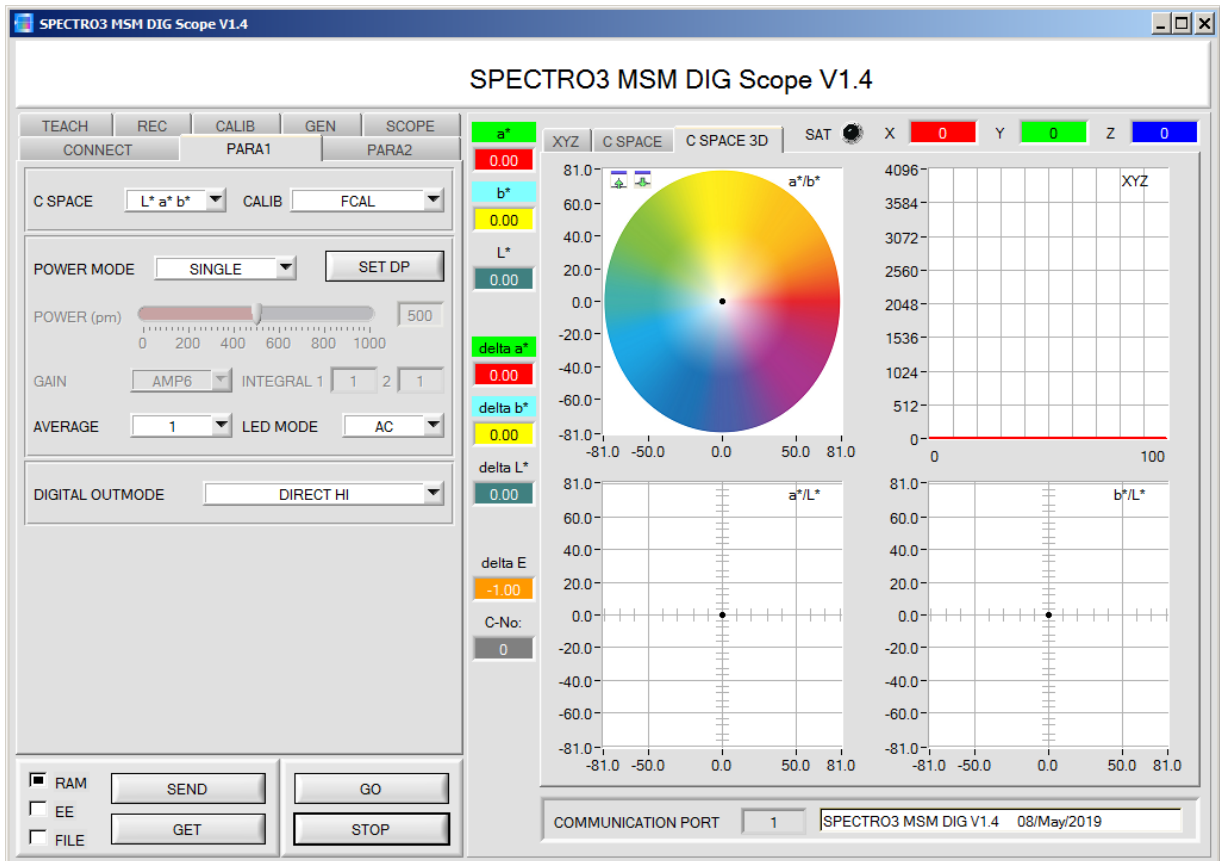 SPECTRO3 MSM DIG Scope V1.4
SPECTRO3 MSM DIG Scope V1.4
TEACH REC CALIB GEN SCOPE
CONNECT PARA1 PARA2
C SPACE L* a* b* CALIB FCAL
POWER MODE SINGLE SET DP
POWER (pm) 500
0 200 400 600 800 1000
GAIN AMP6 INTEGRAL 1 1 2 1
AVERAGE 1 LED MODE AC
DIGITAL OUTMODE DIRECT HI
RAM
EE
FILE
SEND
GET
GO
STOP
a*
0.00
b*
0.00
L*
0.00
delta a*
0.00
delta b*
0.00
delta L*
0.00
delta E
-1.00
C-No:
0
XYZ C SPACE C SPACE 3D SAT X 0 Y 0 Z 0
a*/b*
81.0
60.0
40.0
20.0
0.0
-20.0
-40.0
-60.0
-81.0
-81.0 -50.0 0.0 50.0 81.0
XYZ
4096
3584
3072
2560
2048
1536
1024
512
0
0 100
a*/L*
81.0
60.0
40.0
20.0
0.0
-20.0
-40.0
-60.0
-81.0
-81.0 -50.0 0.0 50.0 81.0
b*/L*
81.0
60.0
40.0
20.0
0.0
-20.0
-40.0
-60.0
-81.0
-81.0 -50.0 0.0 50.0 81.0
COMMUNICATION PORT 1 SPECTRO3 MSM DIG V1.4 08/May/2019